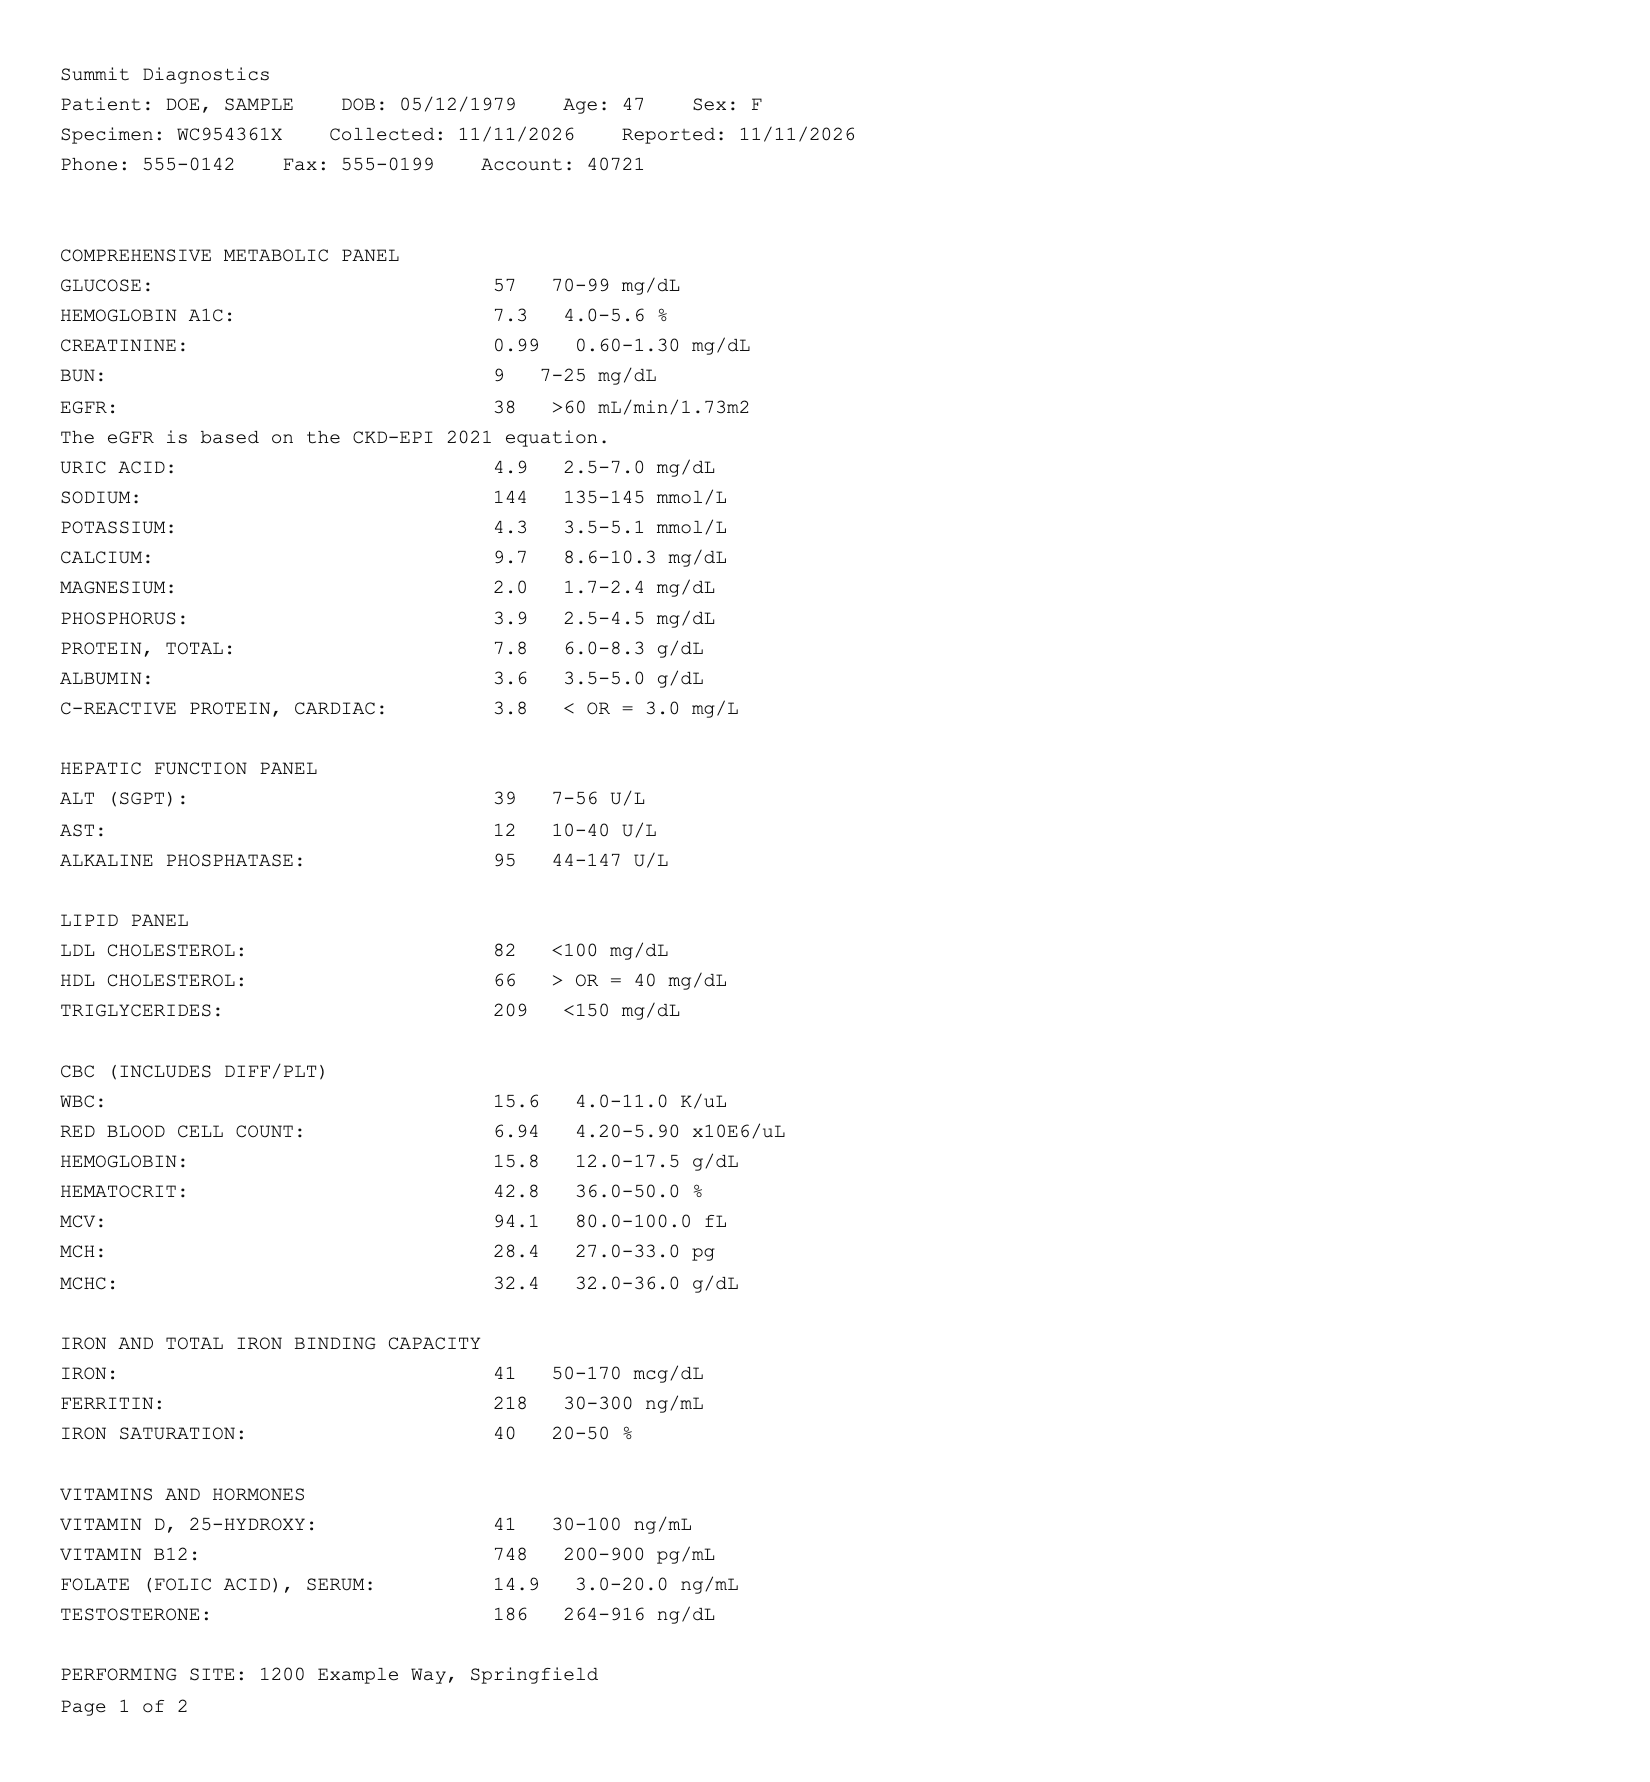 Summit Diagnostics
Patient: DOE, SAMPLE    DOB: 05/12/1979    Age: 47    Sex: F
Specimen: WC954361X    Collected: 11/11/2026    Reported: 11/11/2026
Phone: 555-0142    Fax: 555-0199    Account: 40721
COMPREHENSIVE METABOLIC PANEL
GLUCOSE: 57 70-99 mg/dL
HEMOGLOBIN A1C: 7.3 4.0-5.6 %
CREATININE: 0.99 0.60-1.30 mg/dL
BUN: 9 7-25 mg/dL
EGFR: 38 >60 mL/min/1.73m2
The eGFR is based on the CKD-EPI 2021 equation.
URIC ACID: 4.9 2.5-7.0 mg/dL
SODIUM: 144 135-145 mmol/L
POTASSIUM: 4.3 3.5-5.1 mmol/L
CALCIUM: 9.7 8.6-10.3 mg/dL
MAGNESIUM: 2.0 1.7-2.4 mg/dL
PHOSPHORUS: 3.9 2.5-4.5 mg/dL
PROTEIN, TOTAL: 7.8 6.0-8.3 g/dL
ALBUMIN: 3.6 3.5-5.0 g/dL
C-REACTIVE PROTEIN, CARDIAC: 3.8 < OR = 3.0 mg/L
HEPATIC FUNCTION PANEL
ALT (SGPT): 39 7-56 U/L
AST: 12 10-40 U/L
ALKALINE PHOSPHATASE: 95 44-147 U/L
LIPID PANEL
LDL CHOLESTEROL: 82 <100 mg/dL
HDL CHOLESTEROL: 66 > OR = 40 mg/dL
TRIGLYCERIDES: 209 <150 mg/dL
CBC (INCLUDES DIFF/PLT)
WBC: 15.6 4.0-11.0 K/uL
RED BLOOD CELL COUNT: 6.94 4.20-5.90 x10E6/uL
HEMOGLOBIN: 15.8 12.0-17.5 g/dL
HEMATOCRIT: 42.8 36.0-50.0 %
MCV: 94.1 80.0-100.0 fL
MCH: 28.4 27.0-33.0 pg
MCHC: 32.4 32.0-36.0 g/dL
IRON AND TOTAL IRON BINDING CAPACITY
IRON: 41 50-170 mcg/dL
FERRITIN: 218 30-300 ng/mL
IRON SATURATION: 40 20-50 %
VITAMINS AND HORMONES
VITAMIN D, 25-HYDROXY: 41 30-100 ng/mL
VITAMIN B12: 748 200-900 pg/mL
FOLATE (FOLIC ACID), SERUM: 14.9 3.0-20.0 ng/mL
TESTOSTERONE: 186 264-916 ng/dL
PERFORMING SITE: 1200 Example Way, Springfield
Page 1 of 2